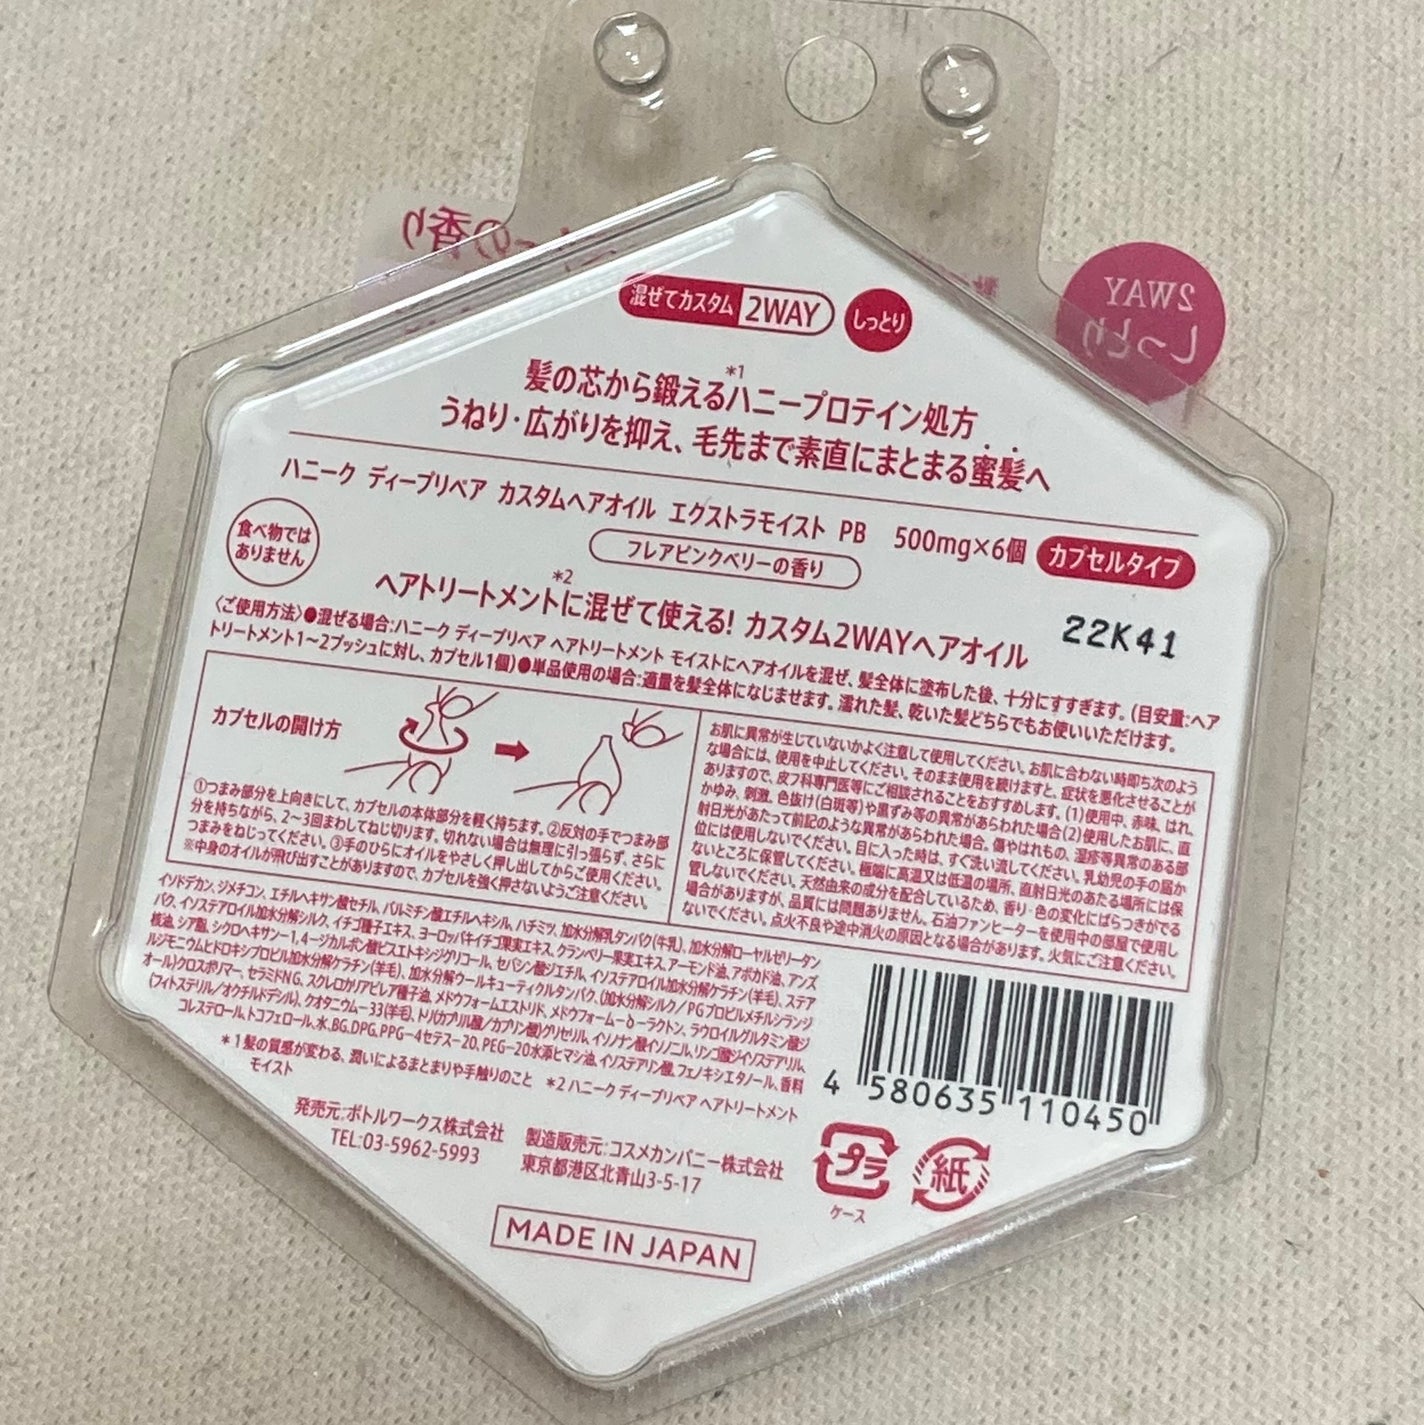 2WAY
しっとり
混ぜてカスタム 2WAY しっとり
髪の芯から鍛える*1ハニープロテイン処方
うねり・広がりを抑え、毛先まで素直にまとまる蜜髪へ
ハニーク ディープリペア カスタムヘアオイル エクストラモイスト PB 500mg×6個 カプセルタイプ
フレアピンクベリーの香り
食べ物では
ありません
ヘアトリートメント*2に混ぜて使える! カスタム2WAYヘアオイル
22K41
〈ご使用方法〉●混ぜる場合:ハニーク ディープリペア ヘアトリートメント モイストにヘアオイルを混ぜ、髪全体に塗布した後、十分にすすぎます。(目安量:ヘア
トリートメント1〜2プッシュに対し、カプセル1個)●単品使用の場合:適量を髪全体になじませます。濡れた髪、乾いた髪どちらでもお使いいただけます。
カプセルの開け方
①つまみ部分を上向きにして、カプセルの本体部分を軽く持ちます。②反対の手でつまみ部
分を持ちながら、2〜3回まわしてねじ切ります。切れない場合は無理に引っ張らず、さらに
つまみをねじってください。③手のひらにオイルをやさしく押し出してからご使用ください。
※中身のオイルが飛び出すことがありますので、カプセルを強く押さないようご注意ください。
お肌に異常が生じていないかよく注意して使用してください。お肌に合わない時即ち次のよう
な場合には、使用を中止してください。そのまま使用を続けますと、症状を悪化させることが
ありますので、皮フ科専門医等にご相談されることをおすすめします。(1)使用中、赤味、はれ、
かゆみ、刺激、色抜け(白斑等)や黒ずみ等の異常があらわれた場合(2)使用したお肌に、直
射日光があたって前記のような異常があらわれた場合。傷やはれもの、湿疹等異常のある部
位には使用しないでください。目に入った時は、すぐ洗い流してください。乳幼児の手の届か
ないところに保管してください。極端に高温又は低温の場所、直射日光のあたる場所には保
管しないでください。天然由来の成分を配合しているため、香り・色の変化にばらつきがでる
場合がありますが、品質には問題ありません。石油ファンヒーターを使用中の部屋で使用し
ないでください。点火不良や途中消火の原因となる場合があります。火気にご注意ください。
イソドデカン、ジメチコン、エチルヘキサン酸セチル、パルミチン酸エチルヘキシル、ハチミツ、加水分解乳タンパク(牛乳)、加水分解ローヤルゼリータン
パク、イソステアロイル加水分解シルク、イチゴ種子エキス、ヨーロッパキイチゴ果実エキス、クランベリー果実エキス、アーモンド油、アボカド油、アンズ
核油、シア脂、シクロヘキサン-1,4-ジカルボン酸ビスエトキシジグリコール、セバシン酸ジエチル、イソステアロイル加水分解ケラチン(羊毛)、ステア
ルジモニウムヒドロキシプロピル加水分解ケラチン(羊毛)、加水分解ウールキューティクルタンパク、(加水分解シルク/PGプロピルメチルシランジ
オール)クロスポリマー、セラミドNG、スクレロカリアビレア種子油、メドウフォームエストリド、メドウフォーム-δ-ラクトン、ラウロイルグルタミン酸ジ
(フィトステリル/オクチルドデシル)、クオタニウム-33(羊毛)、トリ(カプリル酸/カプリン酸)グリセリル、イソノナン酸イソノニル、リンゴ酸ジイソステアリル、
コレステロール、トコフェロール、水、BG、DPG、PPG-4セテス-20、PEG-20水添ヒマシ油、イソステアリン酸、フェノキシエタノール、香料
*1 髪の質感が変わる、潤いによるまとまりや手触りのこと *2 ハニーク ディープリペア ヘアトリートメント
モイスト
発売元:ボトルワークス株式会社
TEL:03-5962-5993
製造販売元:コスメカンパニー株式会社
東京都港区北青山3-5-17
4 580635 110450
プラ
ケース
紙
MADE IN JAPAN